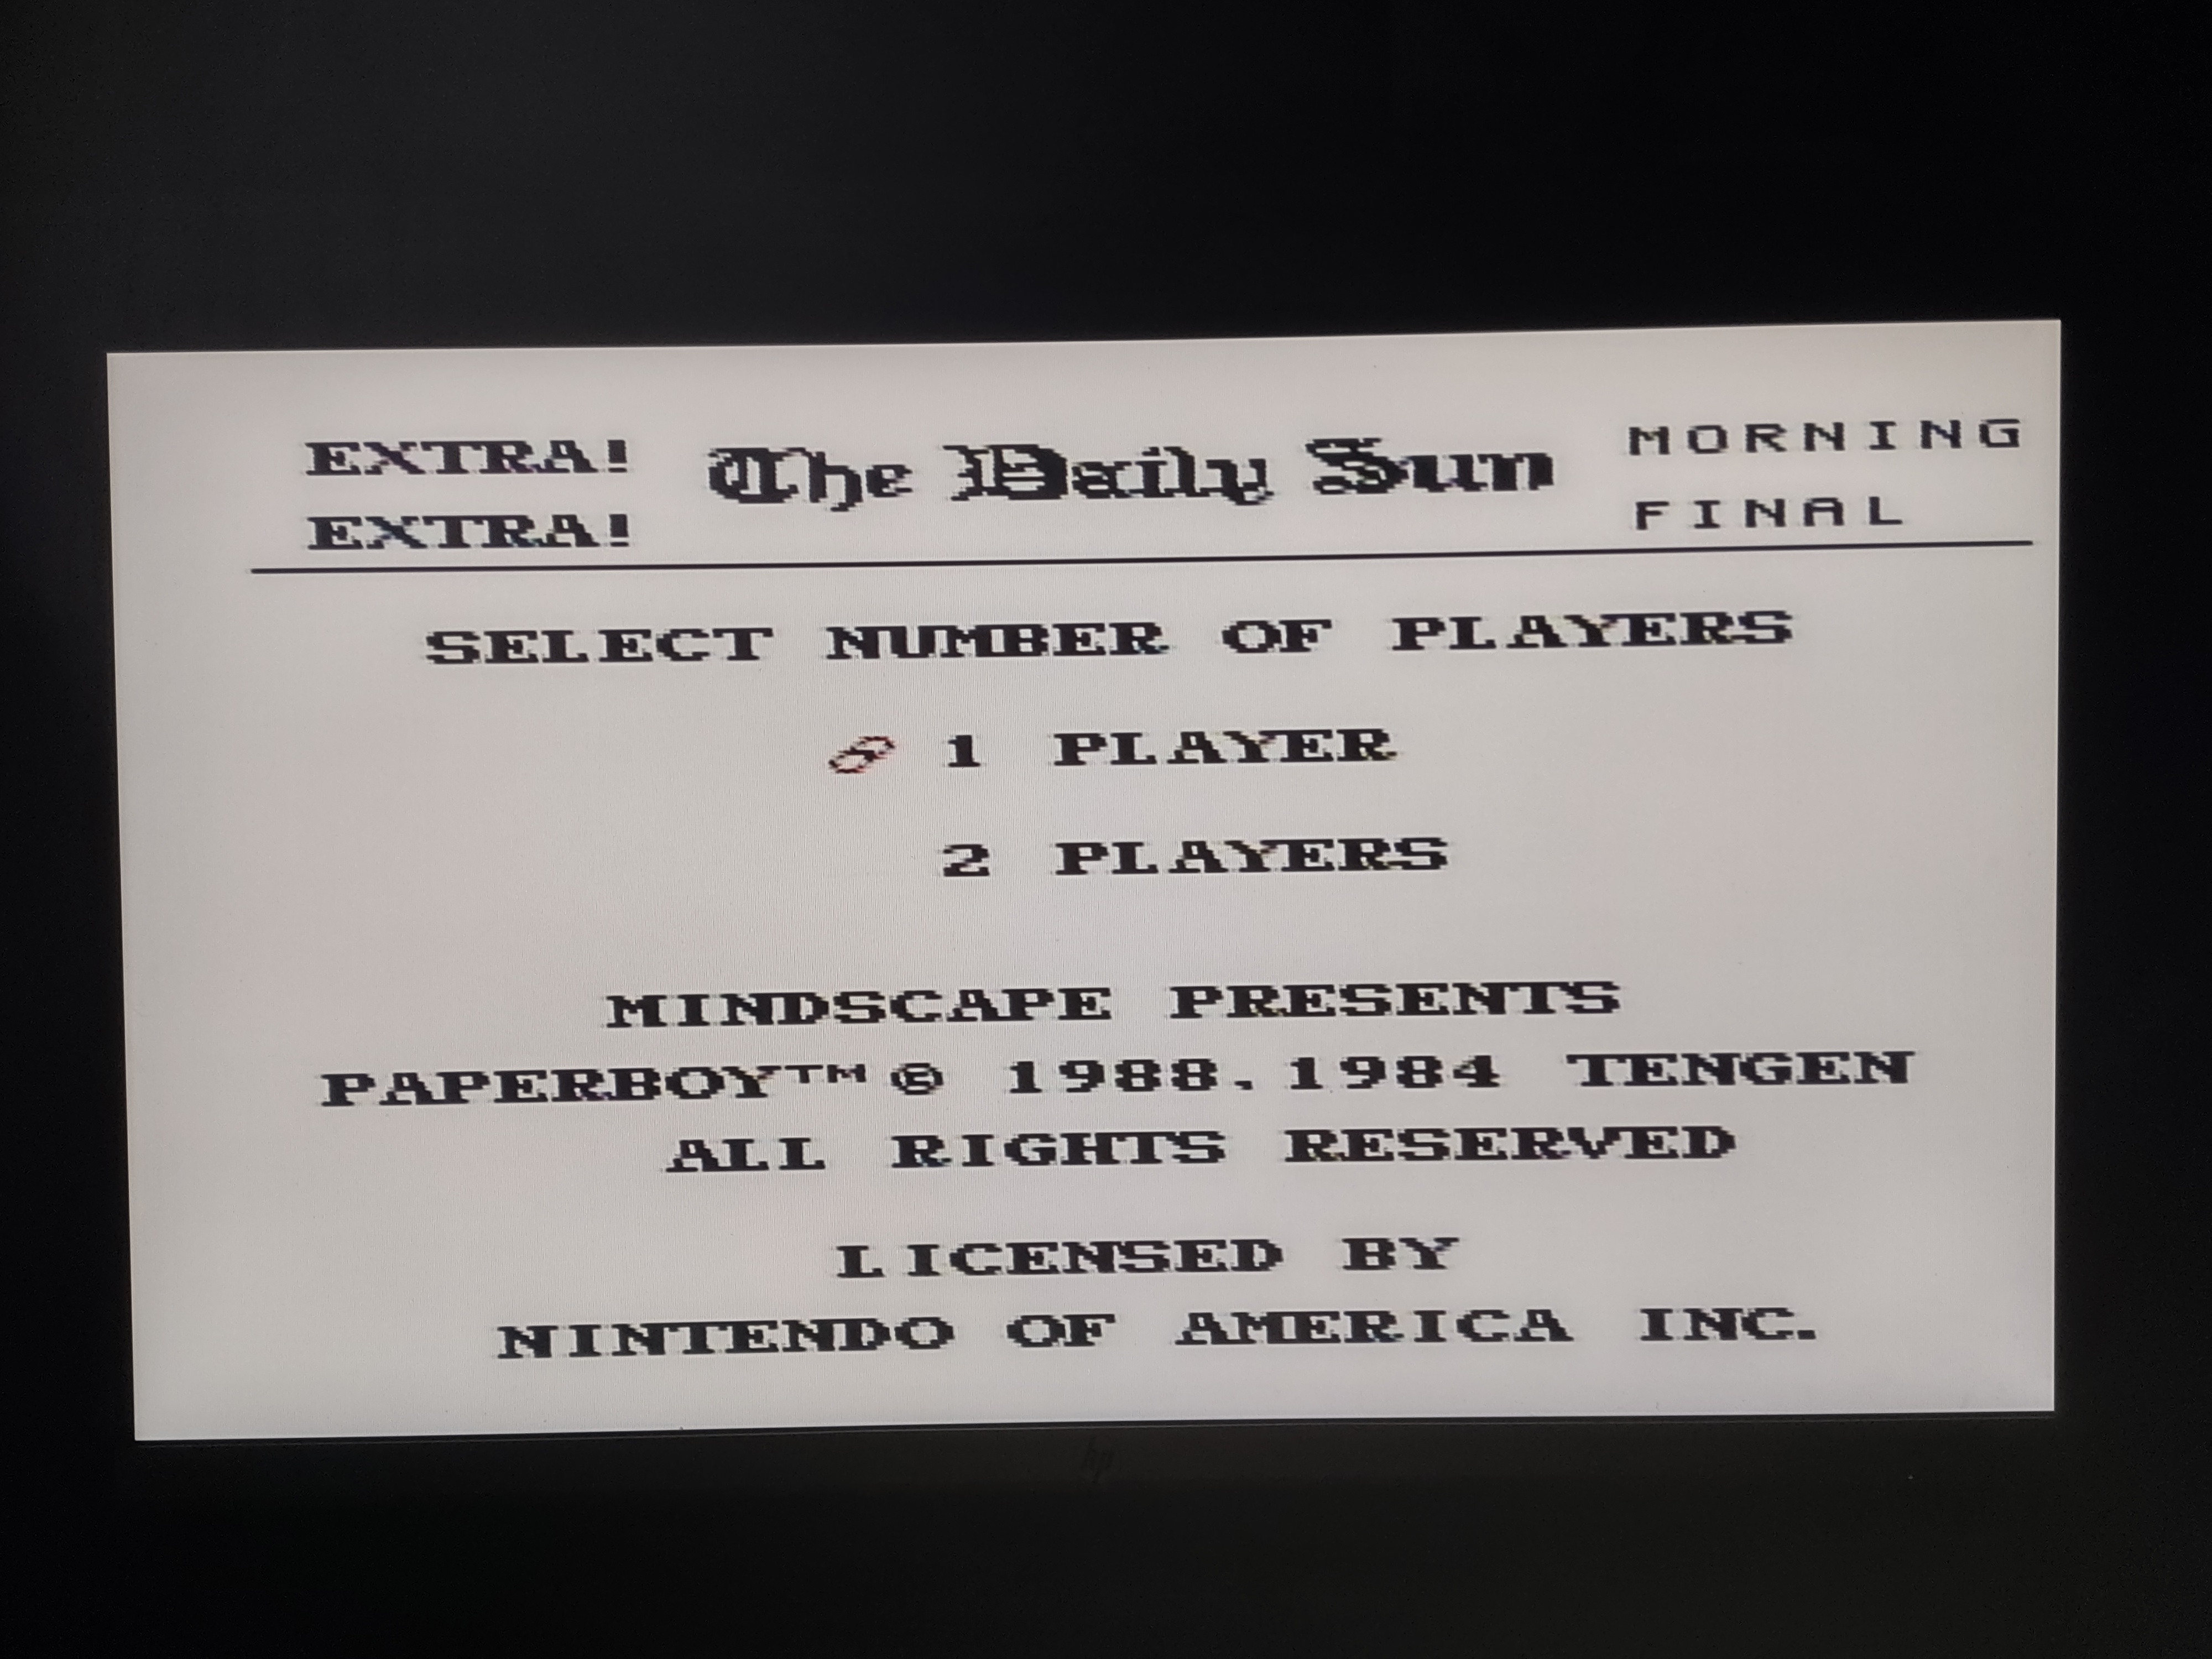 EXTRA! The Daily Sun MORNING
EXTRA! FINAL
SELECT NUMBER OF PLAYERS
1 PLAYER
2 PLAYERS
MINDSCAPE PRESENTS
PAPERBOY™ © 1988, 1984 TENGEN
ALL RIGHTS RESERVED
LICENSED BY
NINTENDO OF AMERICA INC.
hp